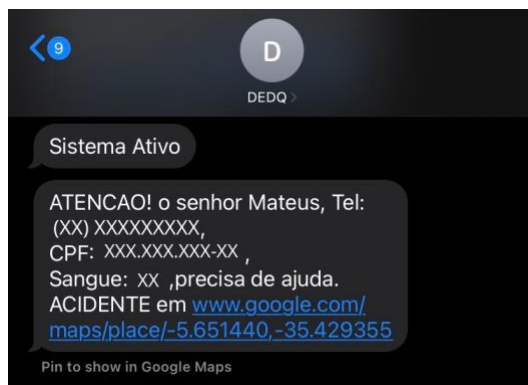 9
D
DEDQ >
Sistema Ativo
ATENCAO! o senhor Mateus, Tel:
(XX) XXXXXXXXX,
CPF: XXX.XXX.XXX-XX ,
Sangue: XX ,precisa de ajuda.
ACIDENTE em www.google.com/
maps/place/-5.651440,-35.429355
Pin to show in Google Maps